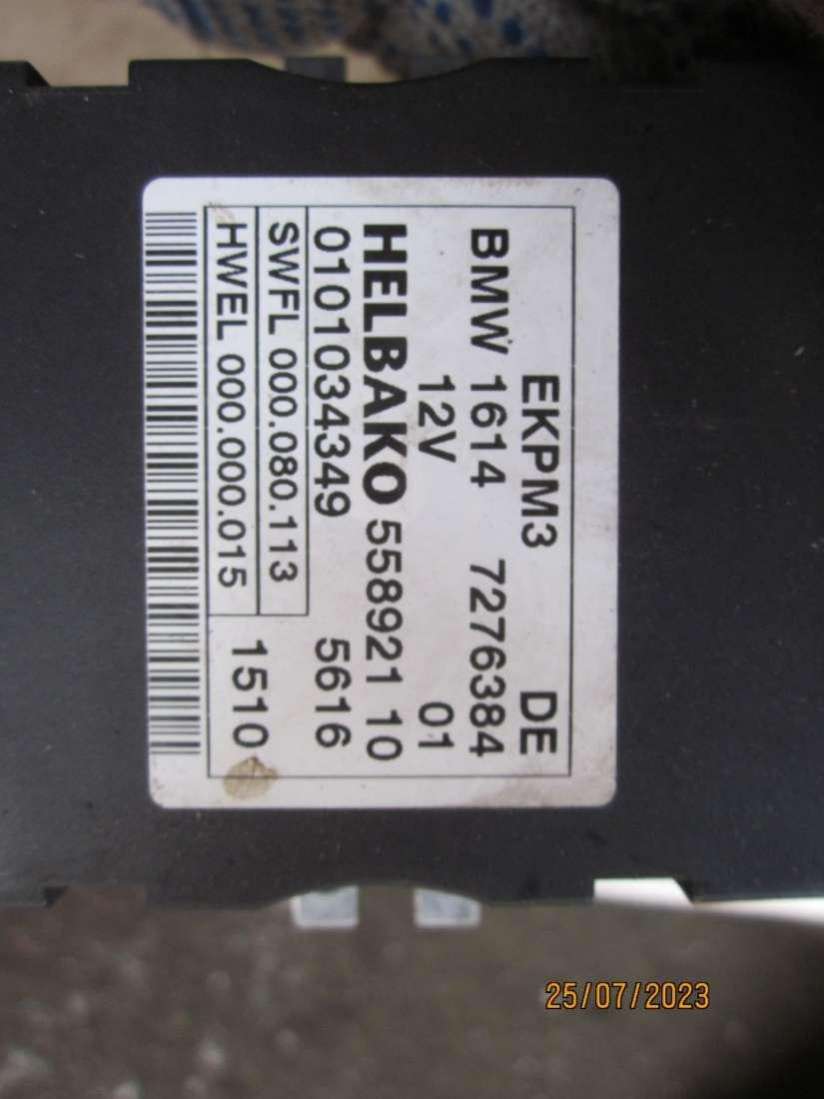 EKPM3 DE
BMW 1614 7276384
12V 01
HELBAKO 558921 10
0101034349 5616
SWFL 000.080.113
HWEL 000.000.015 1510
25/07/2023